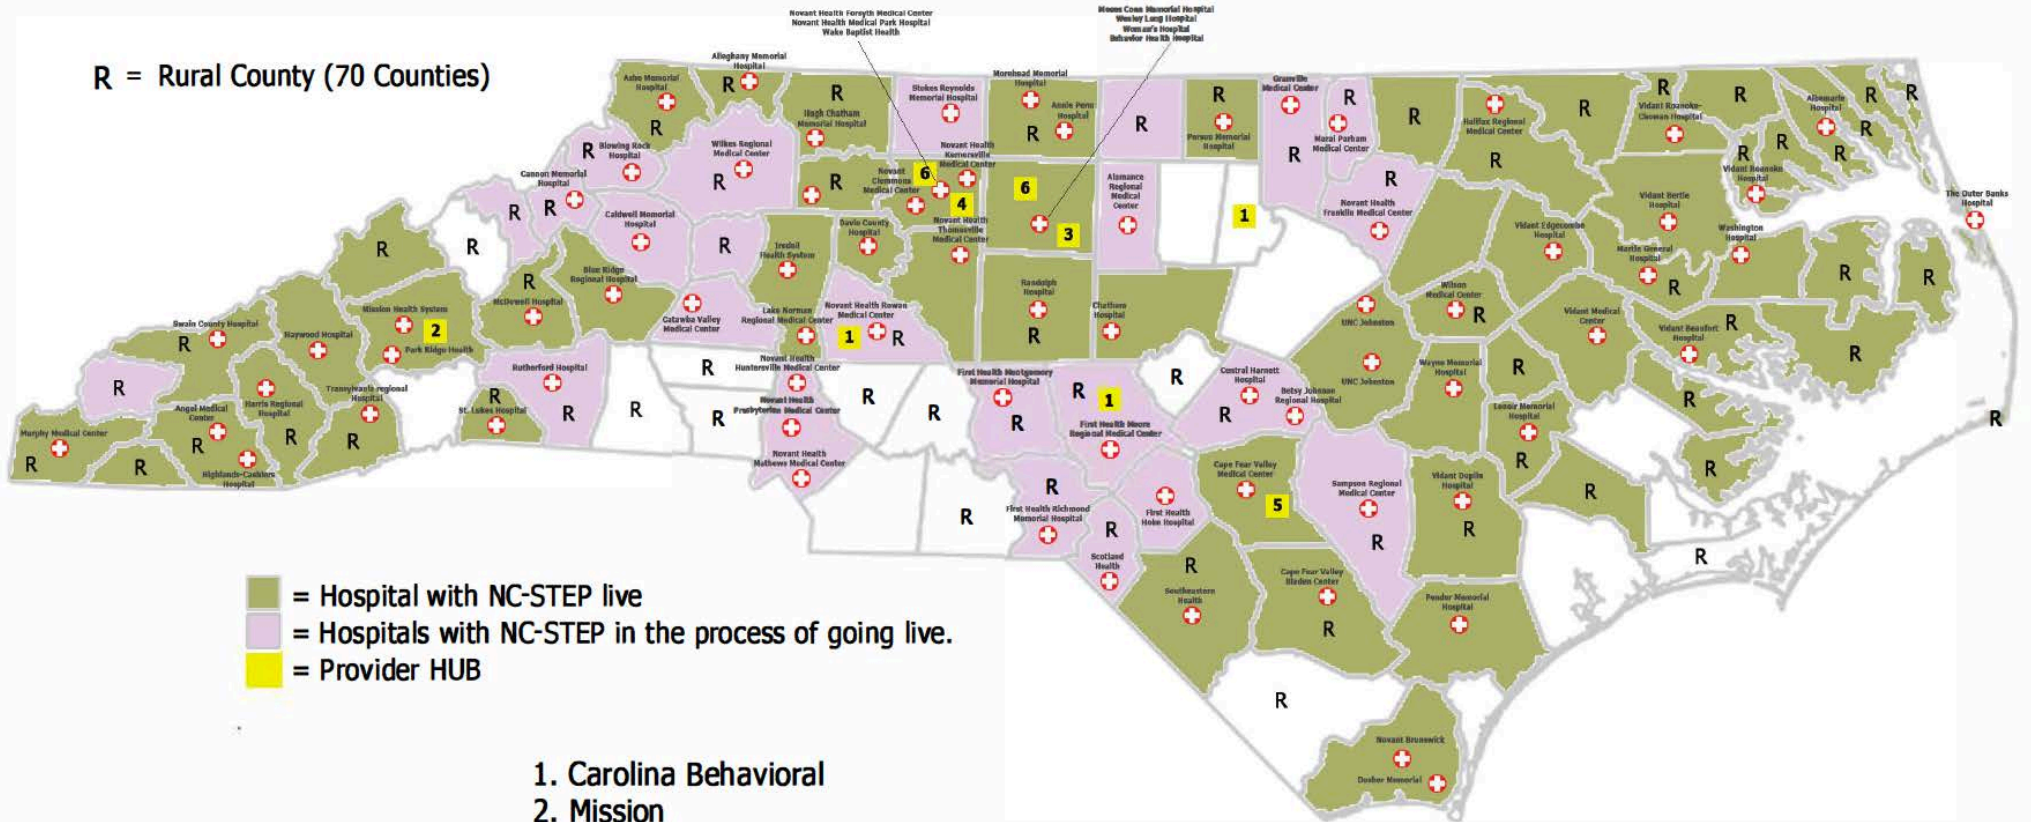 Novant Health Forsyth Medical Center
Novant Health Medical Park Hospital
Wake Baptist Health
Moses Cone Memorial Hospital
Wesley Long Hospital
Woman's Hospital
Behavior Health Hospital
R = Rural County (70 Counties)
Alleghany Memorial
Hospital
R
Ashe Memorial
Hospital
R
R
Hugh Chatham
Memorial Hospital
Stokes Reynolds
Memorial Hospital
Morehead Memorial
Hospital
Annie Penn
Hospital
R
R
R
Person Memorial
Hospital
Granville
Medical Center
R
R
Maria Parham
Medical Center
R
Halifax Regional
Medical Center
R
R
R
Vidant Roanoke-
Chowan Hospital
R
Albemarle
Hospital
R
R
R
R
R
R
R
Blowing Rock
Hospital
Wilkes Regional
Medical Center
R
Cannon Memorial
Hospital
R
R
R
Novant
Clemmons
Medical Center
6
Novant Health
Kernersville
Medical Center
4
6
3
Alamance
Regional
Medical
Center
1
R
Novant Health
Franklin Medical Center
Vidant Edgecombe
Hospital
Vidant Bertie
Hospital
Vidant Roanoke
Hospital
Washington
Hospital
The Outer Banks
Hospital
R
R
Caldwell Memorial
Hospital
R
Iredell
Health System
Davie County
Hospital
Novant Health
Thomasville
Medical Center
Martin General
Hospital
R
R
R
R
McDowell Hospital
Blue Ridge
Regional Hospital
Catawba Valley
Medical Center
Lake Norman
Regional Medical Center
Novant Health Rowan
Medical Center
1
R
Randolph
Hospital
R
Chatham
Hospital
UNC Johnston
UNC Johnston
Wilson
Medical Center
R
Vidant Medical
Center
Vidant Beaufort
Hospital
R
R
Swain County Hospital
R
Haywood Hospital
Mission Health System
2
Park Ridge Health
R
Harris Regional
Hospital
Transylvania regional
Hospital
Rutherford Hospital
R
R
St. Lukes Hospital
R
R
R
Novant Health
Huntersville Medical Center
Novant Health
Presbyterian Medical Center
Novant Health
Mathews Medical Center
R
R
First Health Montgomery
Memorial Hospital
R
R
1
First Health Moore
Regional Medical Center
R
Central Harnett
Hospital
R
Betsy Johnson
Regional Hospital
Wayne Memorial
Hospital
R
Lenoir Memorial
Hospital
R
R
R
R
R
Murphy Medical Center
R
R
Angel Medical
Center
R
Highlands-Cashiers
Hospital
R
R
R
R
First Health Richmond
Memorial Hospital
First Health
Hoke Hospital
R
Scotland
Health
Cape Fear Valley
Medical Center
5
Sampson Regional
Medical Center
R
Vidant Duplin
Hospital
R
R
R
Southeastern
Health
Cape Fear Valley
Bladen Center
R
Pender Memorial
Hospital
R
Novant Brunswick
Dosher Memorial
= Hospital with NC-STEP live
= Hospitals with NC-STEP in the process of going live.
= Provider HUB
1. Carolina Behavioral
2. Mission